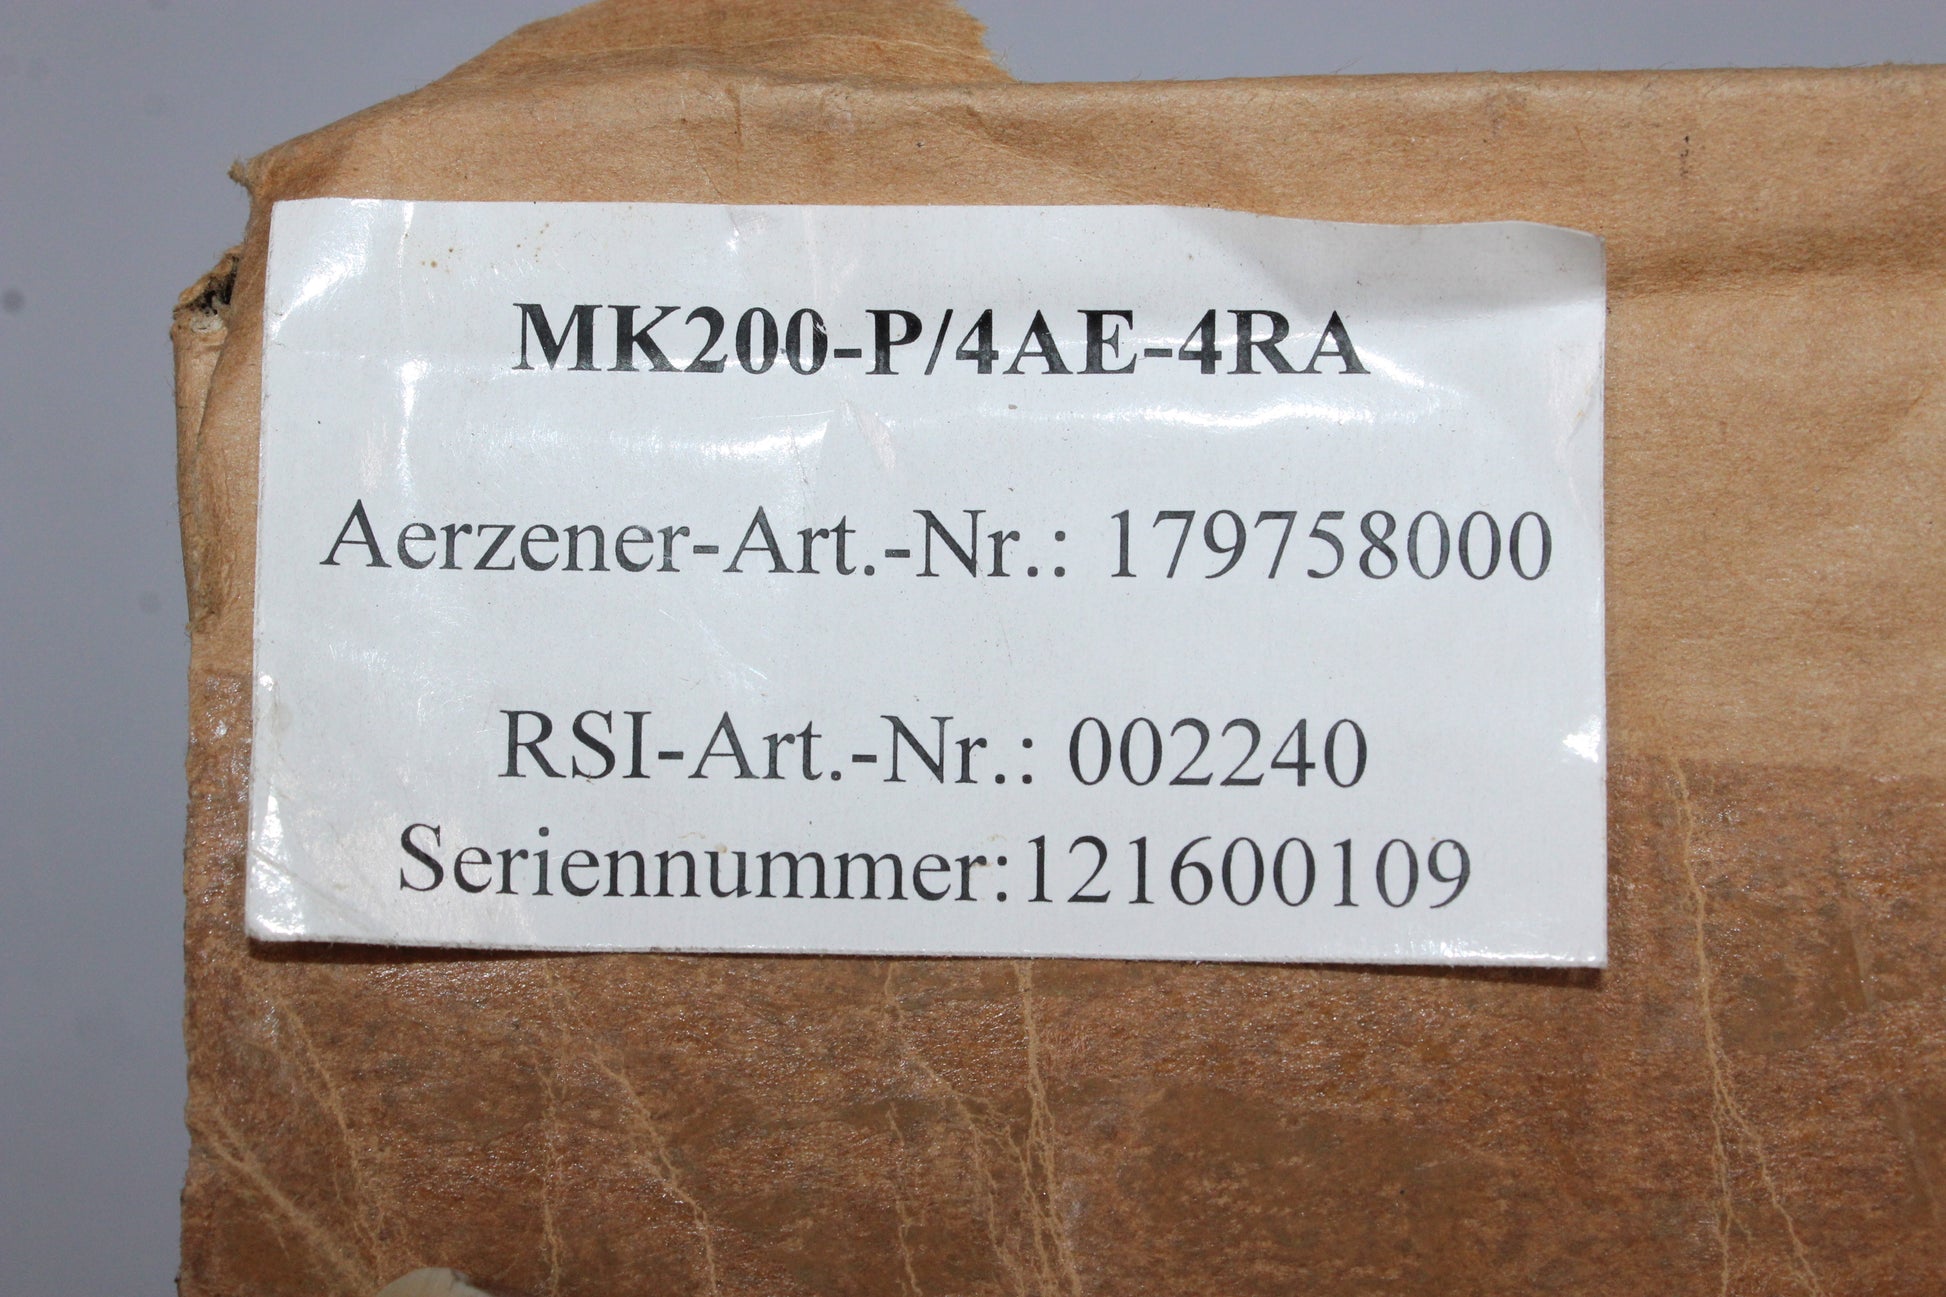 MK200-P/4AE-4RA
Aerzener-Art.-Nr.: 179758000
RSI-Art.-Nr.: 002240
Seriennummer:121600109